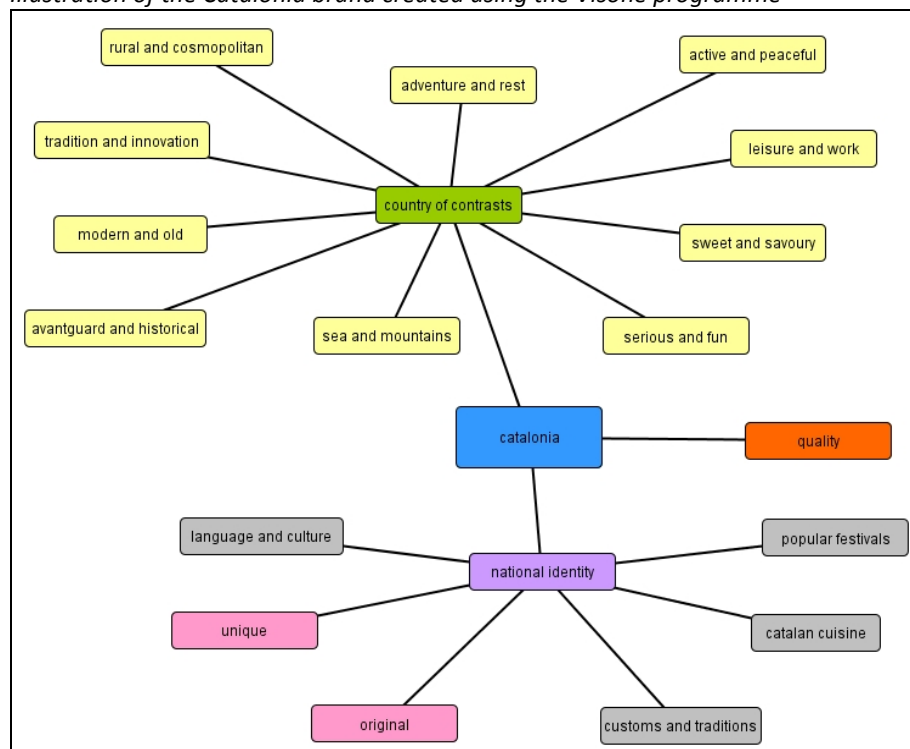 illustration of the Catalonia brand created using the Visone programme
rural and cosmopolitan
active and peaceful
adventure and rest
tradition and innovation
leisure and work
country of contrasts
modern and old
sweet and savoury
avantguard and historical
sea and mountains
serious and fun
catalonia
quality
language and culture
popular festivals
national identity
unique
catalan cuisine
original
customs and traditions